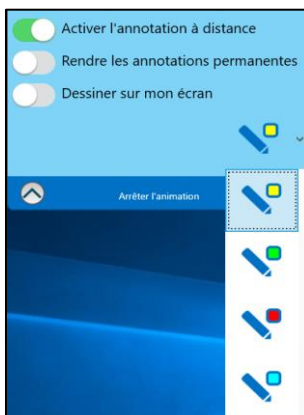 Activer l'annotation à distance
Rendre les annotations permanentes
Dessiner sur mon écran
Arrêter l'animation